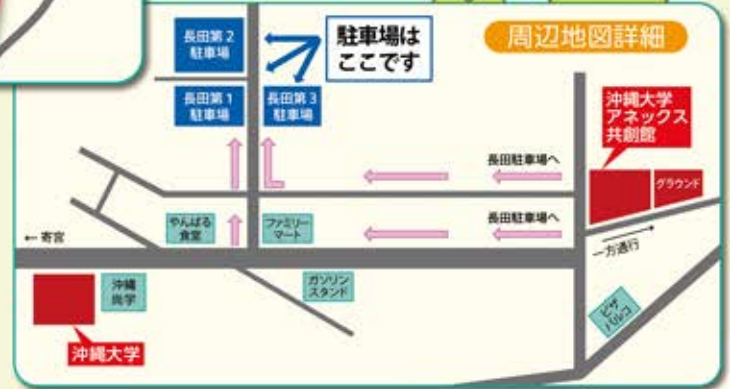 周辺地図詳細
長田第2
駐車場
駐車場は
ここです
長田第1
駐車場
長田第3
駐車場
沖縄大学
アネックス
共創館
グラウンド
長田駐車場へ
長田駐車場へ
一方通行
← 寄宮
やんばる
食堂
ファミリー
マート
沖縄
尚学
ガソリン
スタンド
ピザ
パルコ
沖縄大学